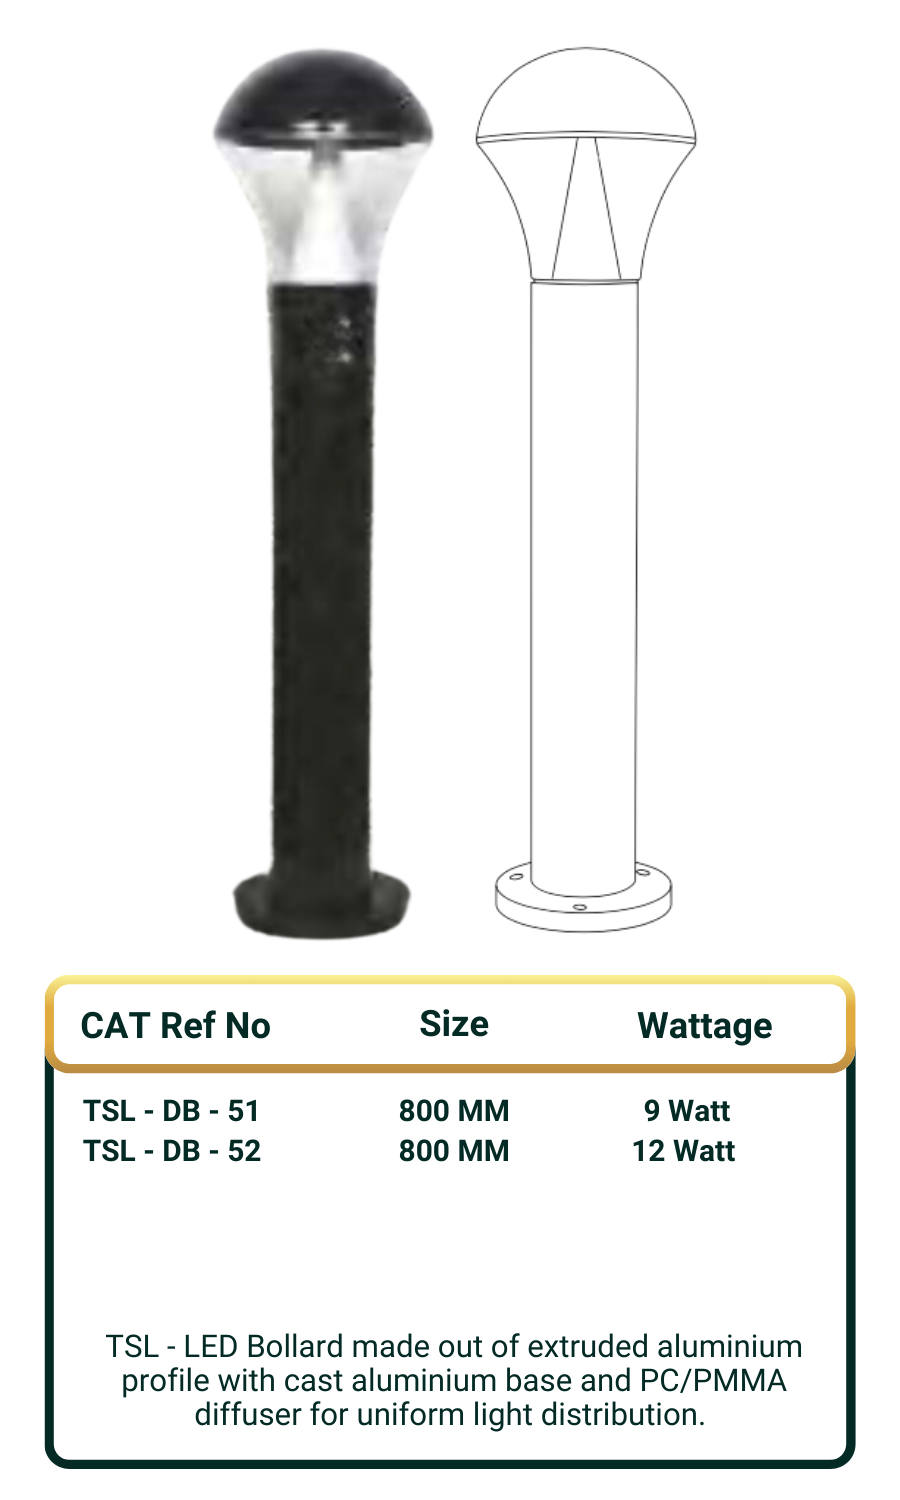 CAT Ref No Size Wattage
TSL - DB - 51 800 MM 9 Watt
TSL - DB - 52 800 MM 12 Watt
TSL - LED Bollard made out of extruded aluminium
profile with cast aluminium base and PC/PMMA
diffuser for uniform light distribution.